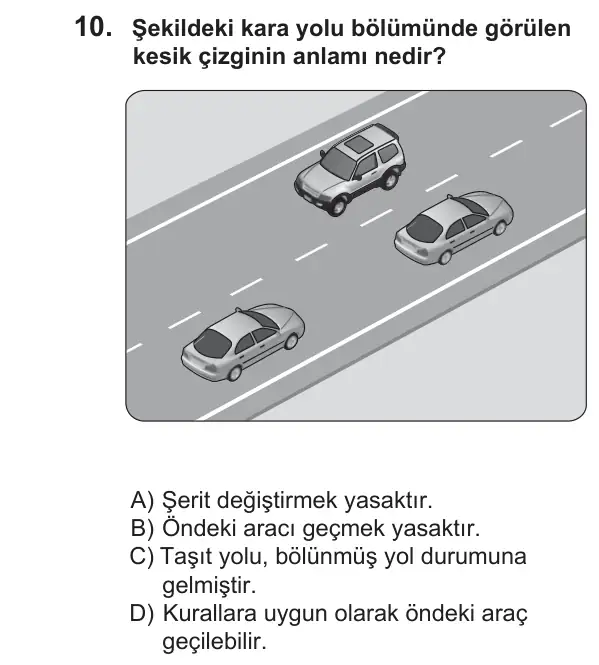 10. Şekildeki kara yolu bölümünde görülen
kesik çizginin anlamı nedir?
A) Şerit değiştirmek yasaktır.
B) Öndeki aracı geçmek yasaktır.
C) Taşıt yolu, bölünmüş yol durumuna
gelmiştir.
D) Kurallara uygun olarak öndeki araç
geçilebilir.